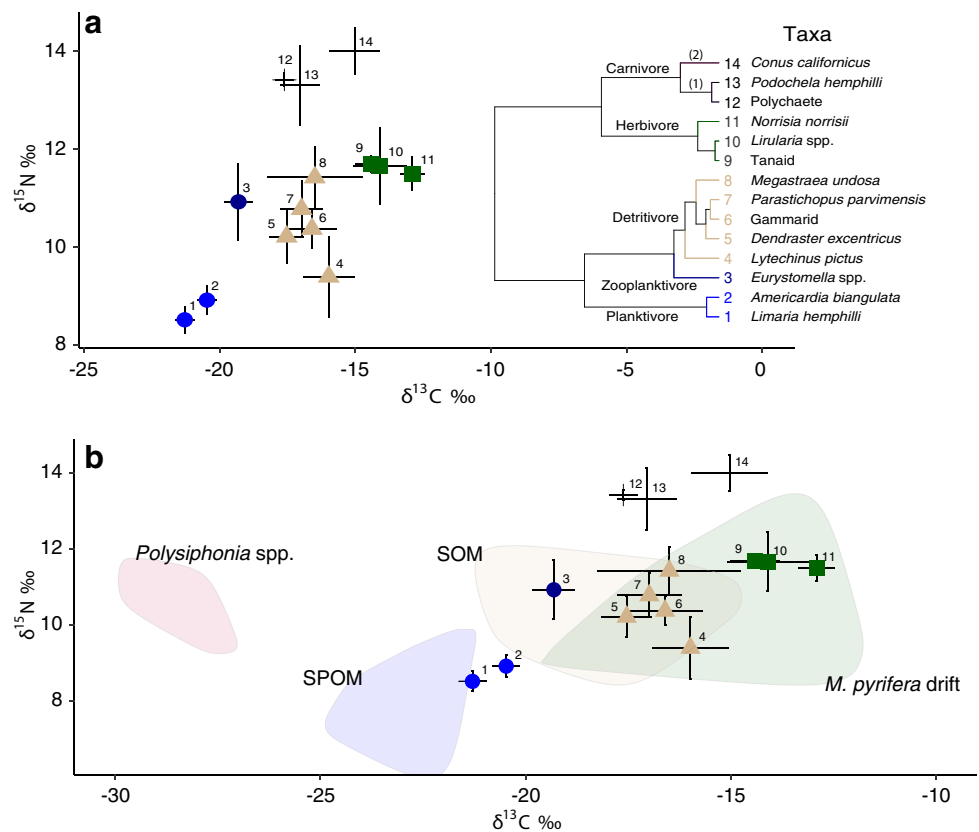 a
δ15N ‰
14
12
10
8
-25
-20
-15
-10
-5
0
δ13C ‰
14
12
13
9
10
11
8
3
7
5
6
4
2
1
Taxa
Carnivore
(2)
14 Conus californicus
(1)
13 Podochela hemphilli
12 Polychaete
Herbivore
11 Norrisia norrisii
10 Lirularia spp.
9 Tanaid
8 Megastraea undosa
7 Parastichopus parvimensis
Detritivore
6 Gammarid
5 Dendraster excentricus
4 Lytechinus pictus
Zooplanktivore
3 Eurystomella spp.
2 Americardia biangulata
Planktivore
1 Limaria hemphilli
b
δ15N ‰
14
12
10
8
-30
-25
-20
-15
-10
δ13C ‰
Polysiphonia spp.
SOM
SPOM
M. pyrifera drift
14
12
13
9
10
11
8
3
7
5
6
4
2
1